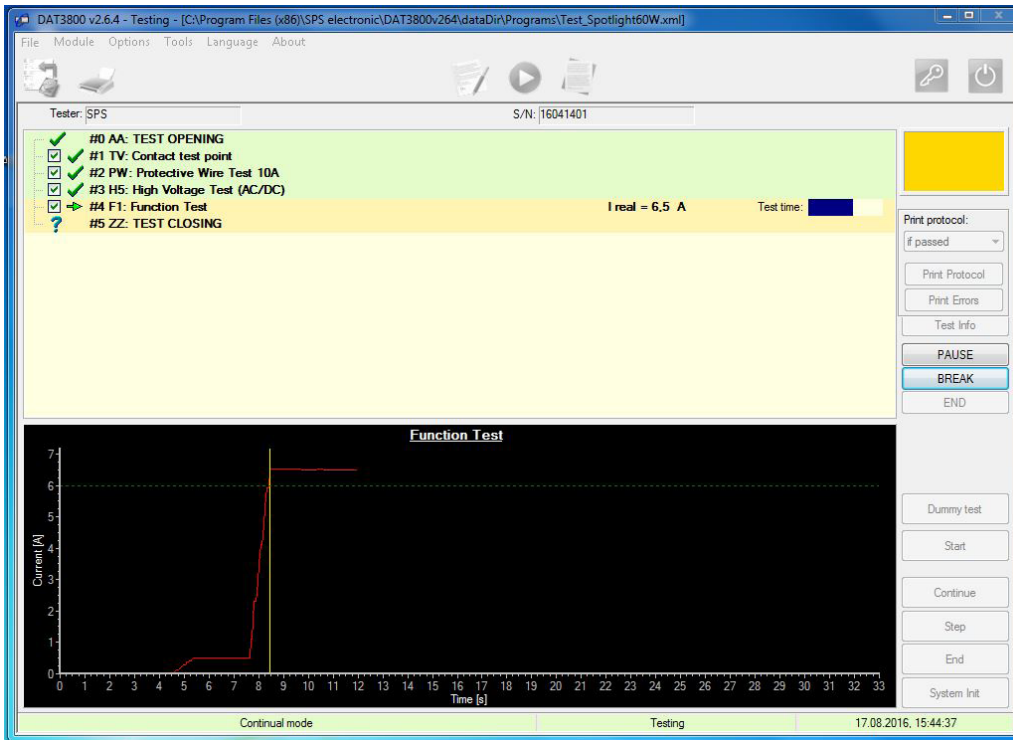 DAT3800 v2.6.4 - Testing - [C:\Program Files (x86)\SPS electronic\DAT3800v264\dataDir\Programs\Test_Spotlight60W.xml]
File Module Options Tools Language About
Tester: SPS S/N: 16041401
#0 AA: TEST OPENING
#1 TV: Contact test point
#2 PW: Protective Wire Test 10A
#3 H5: High Voltage Test (AC/DC)
#4 F1: Function Test I real = 6,5 A Test time:
#5 ZZ: TEST CLOSING
Print protocol:
if passed
Print Protocol
Print Errors
Test Info
PAUSE
BREAK
END
Function Test
7
6
5
4
3
2
1
0
Current [A]
0 1 2 3 4 5 6 7 8 9 10 11 12 13 14 15 16 17 18 19 20 21 22 23 24 25 26 27 28 29 30 31 32 33
Time [s]
Dummy test
Start
Continue
Step
End
System Init
Continual mode Testing 17.08.2016, 15:44:37